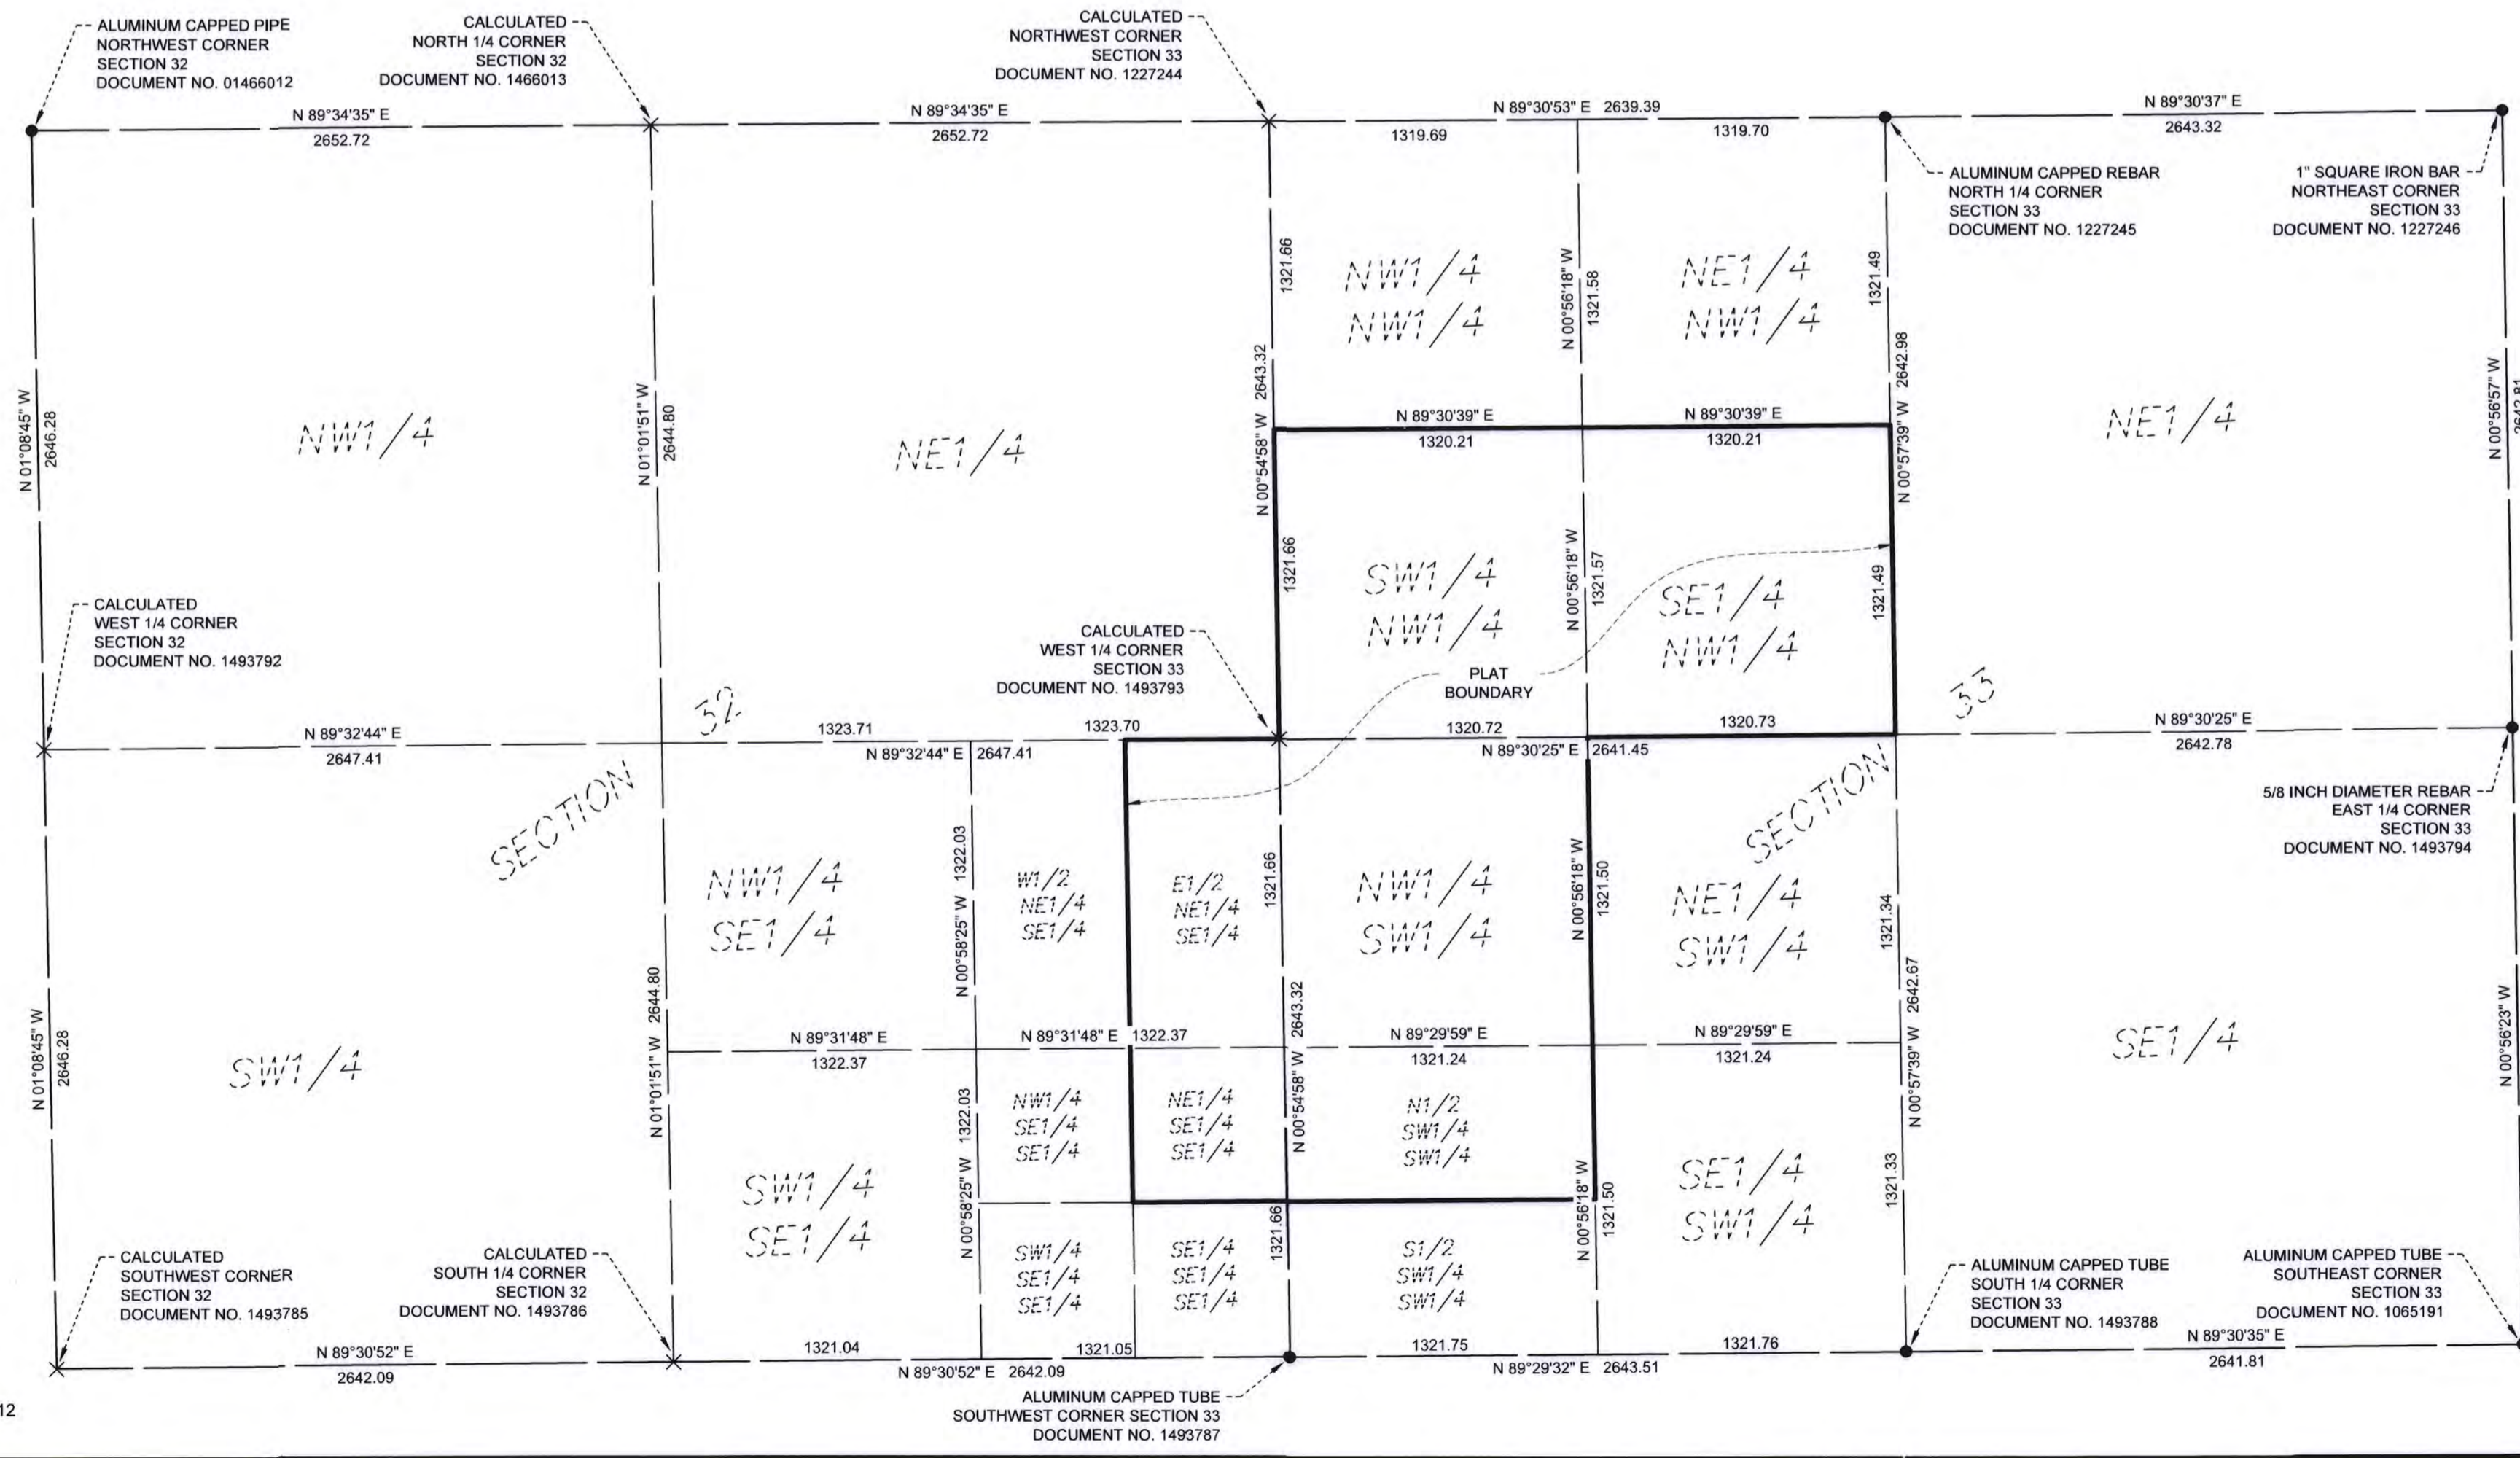 ALUMINUM CAPPED PIPE
NORTHWEST CORNER
SECTION 32
DOCUMENT NO. 01466012
CALCULATED
NORTH 1/4 CORNER
SECTION 32
DOCUMENT NO. 1466013
CALCULATED
NORTHWEST CORNER
SECTION 33
DOCUMENT NO. 1227244
N 89°34'35" E
2652.72
N 89°34'35" E
2652.72
N 89°30'53" E 2639.39
1319.69
1319.70
N 89°30'37" E
2643.32
ALUMINUM CAPPED REBAR
NORTH 1/4 CORNER
SECTION 33
DOCUMENT NO. 1227245
1" SQUARE IRON BAR
NORTHEAST CORNER
SECTION 33
DOCUMENT NO. 1227246
N 01°08'45" W
2646.28
NW1/4
N 01°01'51" W
2644.80
NE1/4
1321.66
N 00°54'58" W 2643.32
NW1/4
NW1/4
N 00°56'18" W
1321.58
NE1/4
NW1/4
1321.49
N 00°57'39" W 2642.98
NE1/4
N 00°56'57" W
N 89°30'39" E
1320.21
N 89°30'39" E
1320.21
1321.66
SW1/4
NW1/4
N 00°56'18" W
1321.57
SE1/4
NW1/4
1321.49
CALCULATED
WEST 1/4 CORNER
SECTION 32
DOCUMENT NO. 1493792
CALCULATED
WEST 1/4 CORNER
SECTION 33
DOCUMENT NO. 1493793
PLAT
BOUNDARY
32
33
N 89°32'44" E
2647.41
1323.71
1323.70
N 89°32'44" E 2647.41
1320.72
1320.73
N 89°30'25" E 2641.45
N 89°30'25" E
2642.78
SECTION
SECTION
5/8 INCH DIAMETER REBAR
EAST 1/4 CORNER
SECTION 33
DOCUMENT NO. 1493794
NW1/4
SE1/4
N 00°58'25" W 1322.03
W1/2
NE1/4
SE1/4
E1/2
NE1/4
SE1/4
1321.66
NW1/4
SW1/4
N 00°56'18" W
1321.50
NE1/4
SW1/4
1321.34
N 01°08'45" W
2646.28
SW1/4
N 01°01'51" W 2644.80
N 89°31'48" E
1322.37
N 89°31'48" E 1322.37
N 00°54'58" W 2643.32
N 89°29'59" E
1321.24
N 89°29'59" E
1321.24
N 00°57'39" W 2642.67
SE1/4
N 00°56'23" W
SW1/4
SE1/4
N 00°58'25" W 1322.03
NW1/4
SE1/4
SE1/4
NE1/4
SE1/4
SE1/4
N1/2
SW1/4
SW1/4
N 00°56'18" W
1321.50
SE1/4
SW1/4
1321.33
SW1/4
SE1/4
SE1/4
SE1/4
SE1/4
SE1/4
1321.66
S1/2
SW1/4
SW1/4
CALCULATED
SOUTHWEST CORNER
SECTION 32
DOCUMENT NO. 1493785
CALCULATED
SOUTH 1/4 CORNER
SECTION 32
DOCUMENT NO. 1493786
ALUMINUM CAPPED TUBE
SOUTH 1/4 CORNER
SECTION 33
DOCUMENT NO. 1493788
ALUMINUM CAPPED TUBE
SOUTHEAST CORNER
SECTION 33
DOCUMENT NO. 1065191
N 89°30'52" E
2642.09
1321.04
1321.05
N 89°30'52" E 2642.09
1321.75
1321.76
N 89°29'32" E 2643.51
N 89°30'35" E
2641.81
ALUMINUM CAPPED TUBE
SOUTHWEST CORNER SECTION 33
DOCUMENT NO. 1493787
12